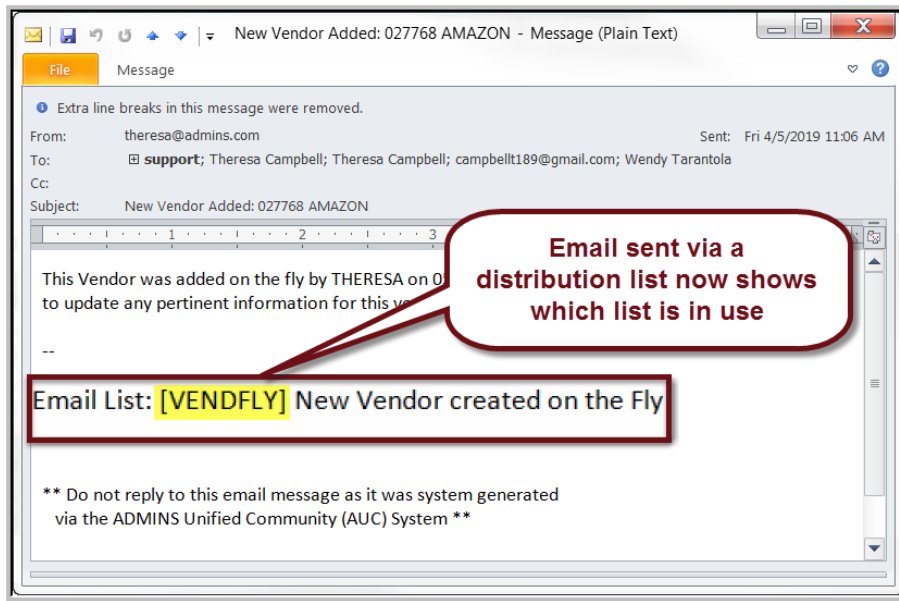 New Vendor Added: 027768 AMAZON - Message (Plain Text)
File Message
Extra line breaks in this message were removed.
From: theresa@admins.com Sent: Fri 4/5/2019 11:06 AM
To: support; Theresa Campbell; Theresa Campbell; campbellt189@gmail.com; Wendy Tarantola
Cc:
Subject: New Vendor Added: 027768 AMAZON
1 2 3
Email sent via a
distribution list now shows
which list is in use
This Vendor was added on the fly by THERESA on
to update any pertinent information for this
--
Email List: [VENDFLY] New Vendor created on the Fly
** Do not reply to this email message as it was system generated
via the ADMINS Unified Community (AUC) System **